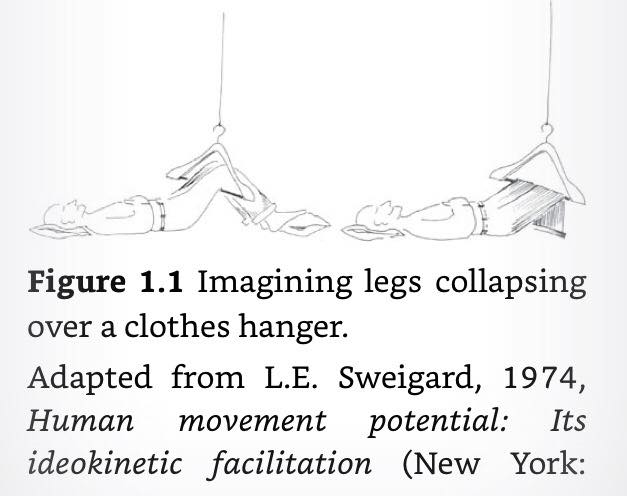 Figure 1.1 Imagining legs collapsing
over a clothes hanger.
Adapted from L.E. Sweigard, 1974,
Human movement potential: Its
ideokinetic facilitation (New York: